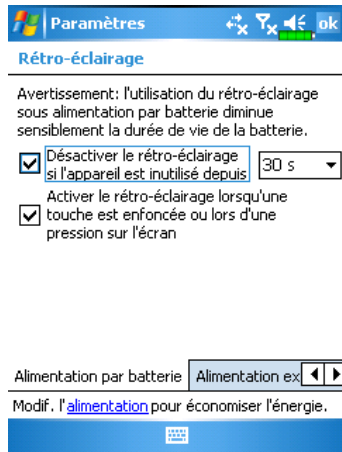 Paramètres
ok
Rétro-éclairage
Avertissement: l'utilisation du rétro-éclairage
sous alimentation par batterie diminue
sensiblement la durée de vie de la batterie.
Désactiver le rétro-éclairage
si l'appareil est inutilisé depuis
30 s
Activer le rétro-éclairage lorsqu'une
touche est enfoncée ou lors d'une
pression sur l'écran
Alimentation par batterie
Alimentation ex
Modif. l'alimentation pour économiser l'énergie.